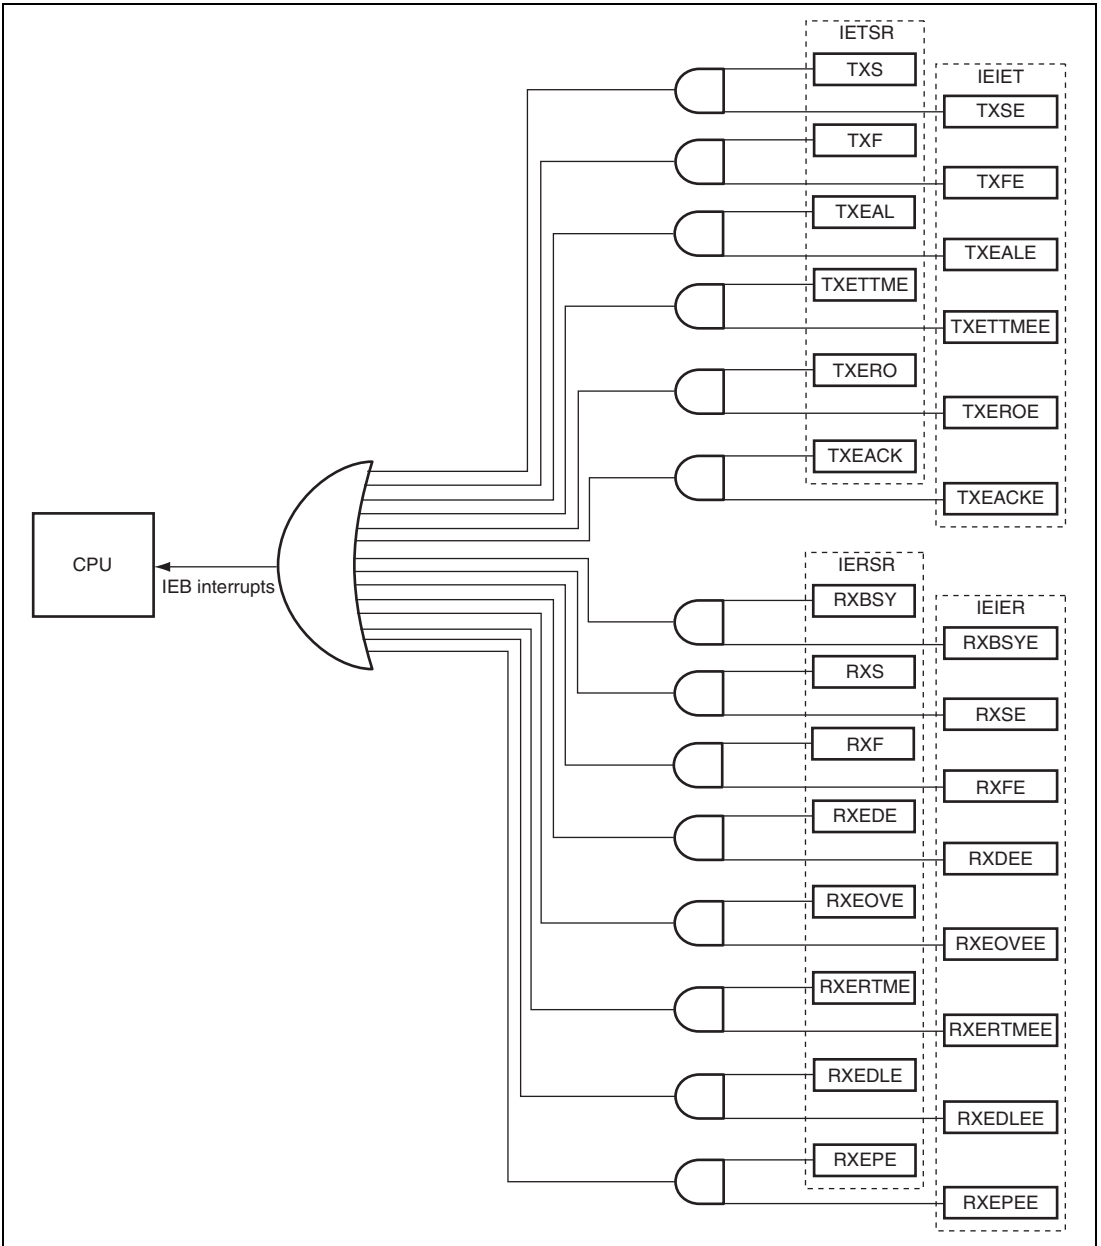 IETSR
TXS
IEIET
TXSE
TXF
TXFE
TXEAL
TXEALE
TXETTME
TXETTMEE
TXERO
TXEROE
TXEACK
TXEACKE
CPU
IEB interrupts
IERSR
RXBSY
IEIER
RXBSYE
RXS
RXSE
RXF
RXFE
RXEDE
RXDEE
RXEOVE
RXEOVEE
RXERTME
RXERTMEE
RXEDLE
RXEDLEE
RXEPE
RXEPEE